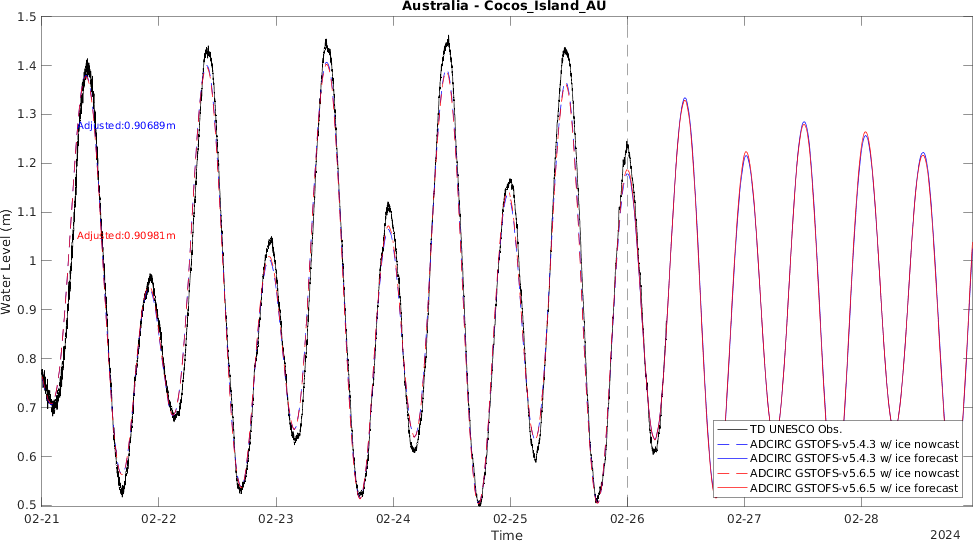 Australia - Cocos_Island_AU
1.5
1.4
1.3
Adjusted:0.90689m
1.2
1.1
Adjusted:0.90981m
1
Water Level (m)
0.9
0.8
0.7
0.6
0.5
TD UNESCO Obs.
ADCIRC GSTOFS-v5.4.3 w/ ice nowcast
ADCIRC GSTOFS-v5.4.3 w/ ice forecast
ADCIRC GSTOFS-v5.6.5 w/ ice nowcast
ADCIRC GSTOFS-v5.6.5 w/ ice forecast
02-21 02-22 02-23 02-24 02-25 02-26 02-27 02-28
Time
2024